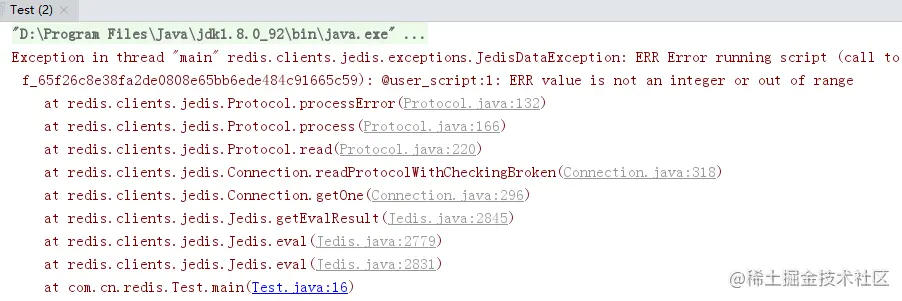 Test (2) ×
"D:\Program Files\Java\jdk1.8.0_92\bin\java.exe" ...
Exception in thread "main" redis.clients.jedis.exceptions.JedisDataException: ERR Error running script (call to
f_65f26c8e38fa2de0808e65bb6ede484c91665c59): @user_script:1: ERR value is not an integer or out of range
at redis.clients.jedis.Protocol.processError(Protocol.java:132)
at redis.clients.jedis.Protocol.process(Protocol.java:166)
at redis.clients.jedis.Protocol.read(Protocol.java:220)
at redis.clients.jedis.Connection.readProtocolWithCheckingBroken(Connection.java:318)
at redis.clients.jedis.Connection.getOne(Connection.java:296)
at redis.clients.jedis.Jedis.getEvalResult(Jedis.java:2845)
at redis.clients.jedis.Jedis.eval(Jedis.java:2779)
at redis.clients.jedis.Jedis.eval(Jedis.java:2831)
at com.cn.redis.Test.main(Test.java:16)
@稀土掘金技术社区